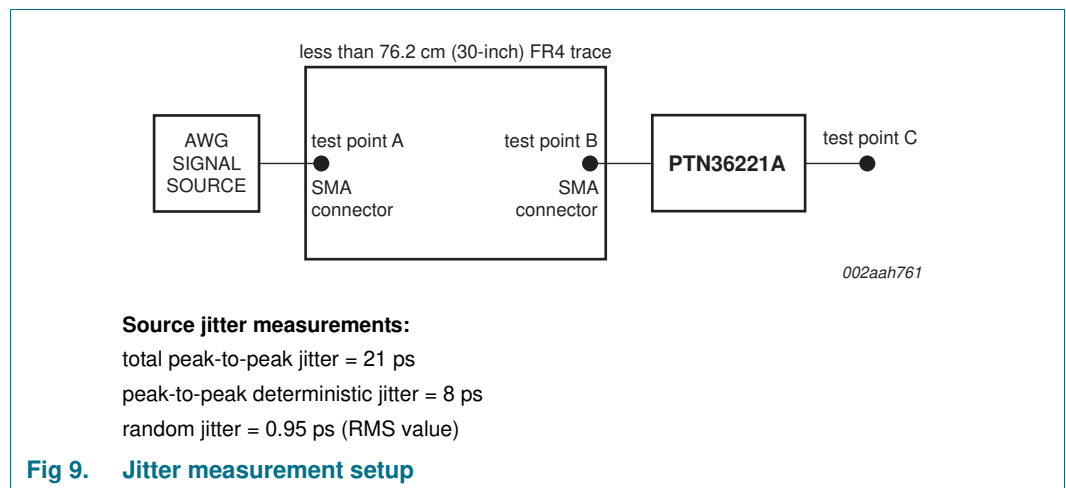 less than 76.2 cm (30-inch) FR4 trace
AWG
SIGNAL
SOURCE
test point A
SMA
connector
test point B
SMA
connector
PTN36221A
test point C
002aah761
Source jitter measurements:
total peak-to-peak jitter = 21 ps
peak-to-peak deterministic jitter = 8 ps
random jitter = 0.95 ps (RMS value)
Fig 9. Jitter measurement setup